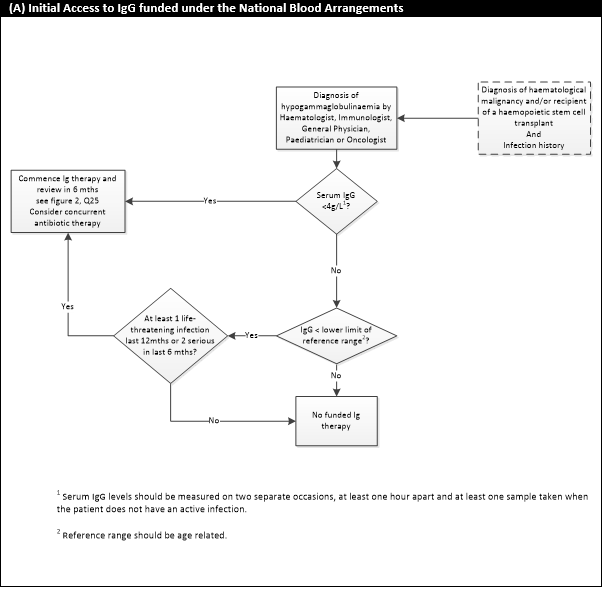 (A) Initial Access to IgG funded under the National Blood Arrangements
Diagnosis of
hypogammaglobulinaemia by
Haematologist, Immunologist,
General Physician,
Paediatrician or Oncologist
Diagnosis of haematological
malignancy and/or recipient
of a haemopoietic stem cell
transplant
And
Infection history
Commence Ig therapy and
review in 6 mths
see figure 2, Q25
Consider concurrent
antibiotic therapy
Yes
Serum IgG
<4g/L¹?
No
Yes
At least 1 life-
threatening infection
last 12mths or 2 serious
in last 6 mths?
Yes
IgG < lower limit of
reference range²?
No
No
No funded Ig
therapy
¹ Serum IgG levels should be measured on two separate occasions, at least one hour apart and at least one sample taken when
the patient does not have an active infection.
² Reference range should be age related.